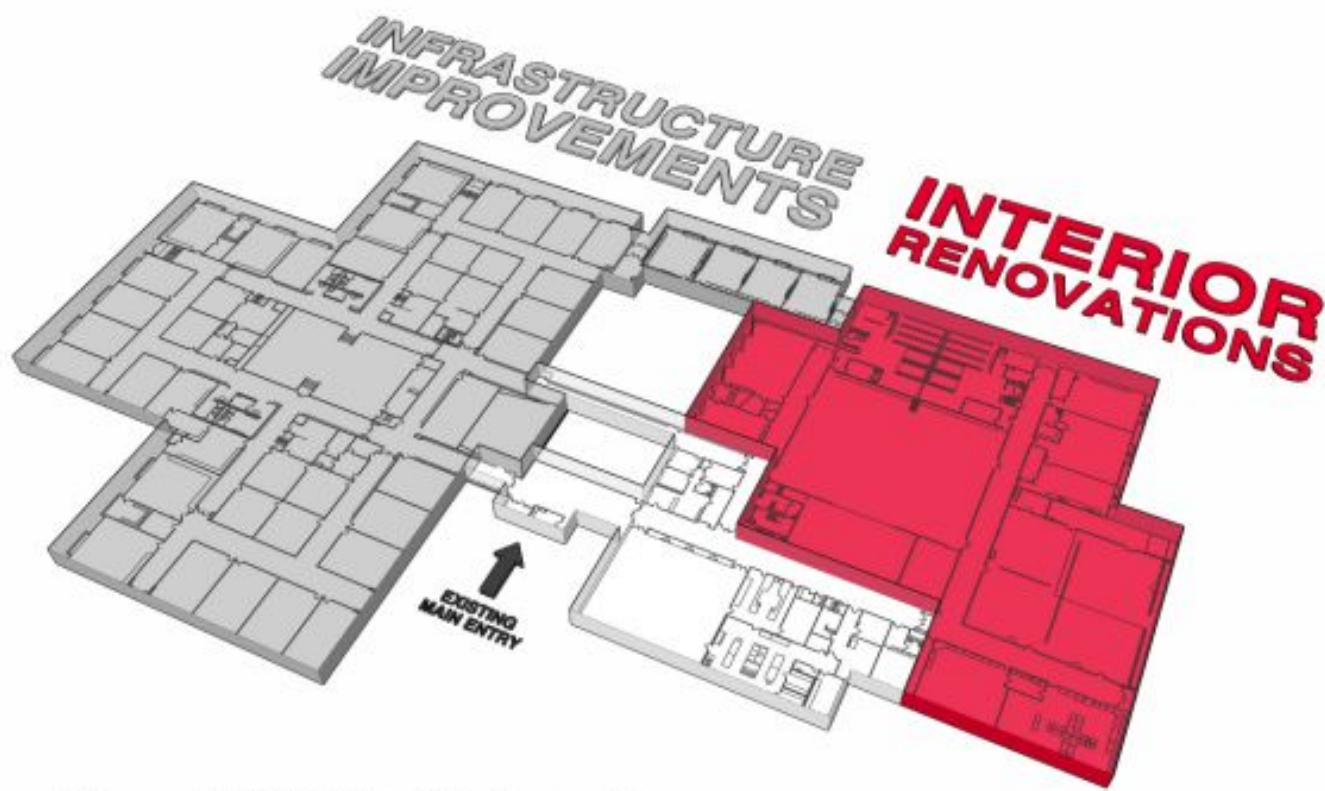 INFRASTRUCTURE
IMPROVEMENTS
INTERIOR
RENOVATIONS
EXISTING
MAIN ENTRY